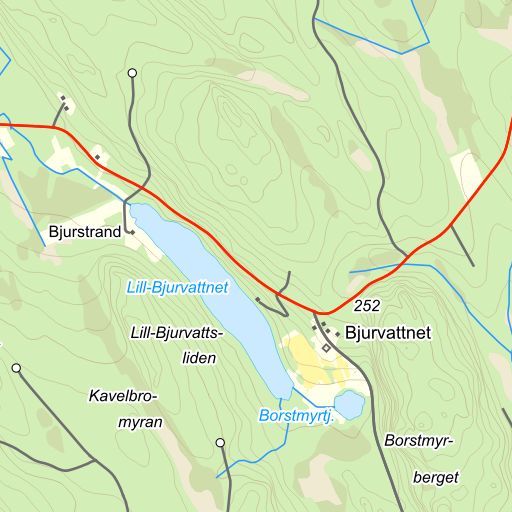 Bjurstrand
Lill-Bjurvattnet
252
Bjurvattnet
Lill-Bjurvatts-
liden
Kavelbro-
myran
Borstmyrtj.
Borstmyr-
berget